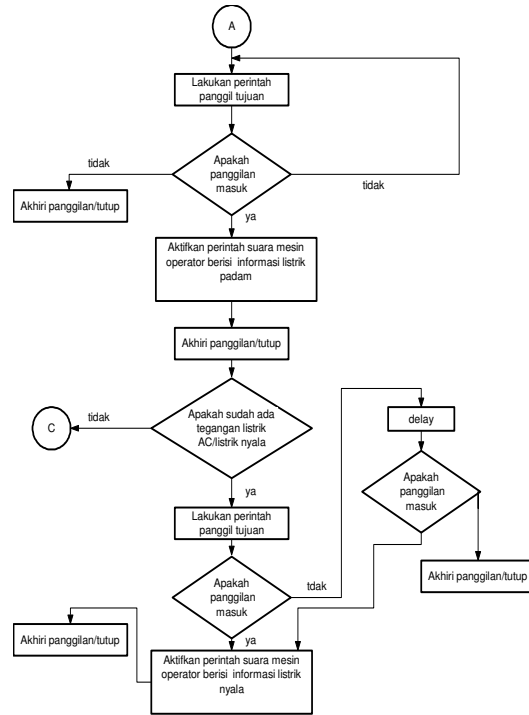 A
Lakukan perintah
panggil tujuan
tidak
Apakah
panggilan
masuk
tidak
Akhiri panggilan/tutup
ya
Aktifkan perintah suara mesin
operator berisi informasi listrik
padam
Akhiri panggilan/tutup
C
tidak
Apakah sudah ada
tegangan listrik
AC/listrik nyala
delay
Apakah
panggilan
masuk
ya
Lakukan perintah
panggil tujuan
Akhiri panggilan/tutup
Apakah
panggilan
masuk
tdak
Akhiri panggilan/tutup
ya
Aktifkan perintah suara mesin
operator berisi informasi listrik
nyala